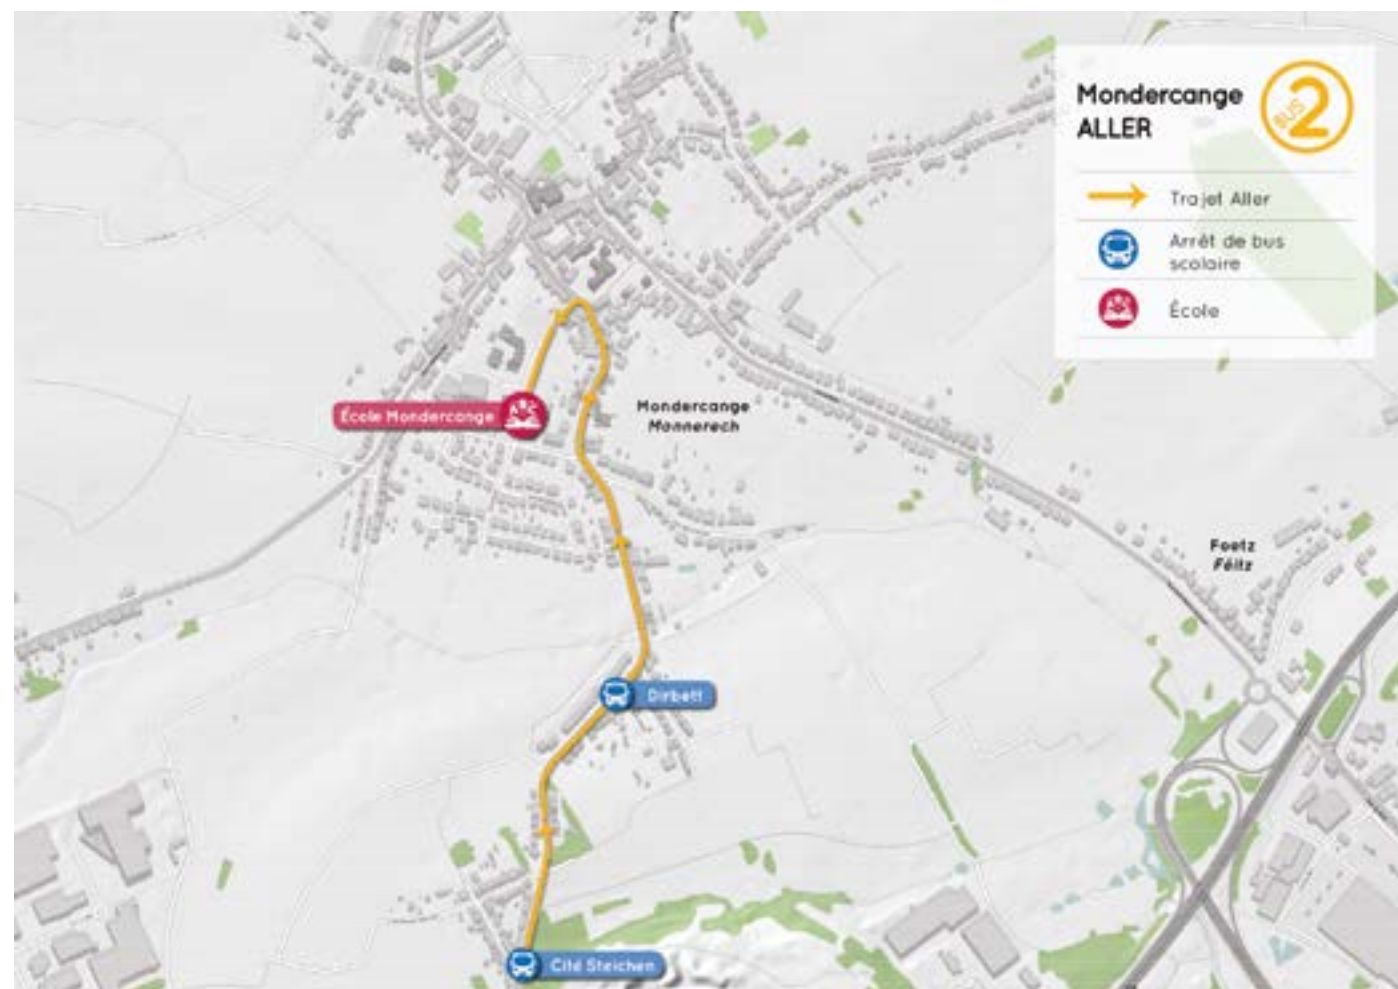 Mondercange
ALLER
BUS
2
Trajet Aller
Arrêt de bus
scolaire
École
École Mondercange
Mondercange
Monnerech
Foetz
Féitz
Dirbett
Cité Steichen